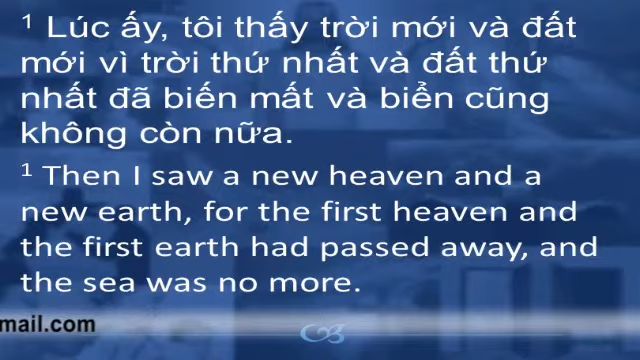 1 Lúc ấy, tôi thấy trời mới và đất
mới vì trời thứ nhất và đất thứ
nhất đã biến mất và biển cũng
không còn nữa.
1 Then I saw a new heaven and a
new earth, for the first heaven and
the first earth had passed away, and
the sea was no more.
mail.com